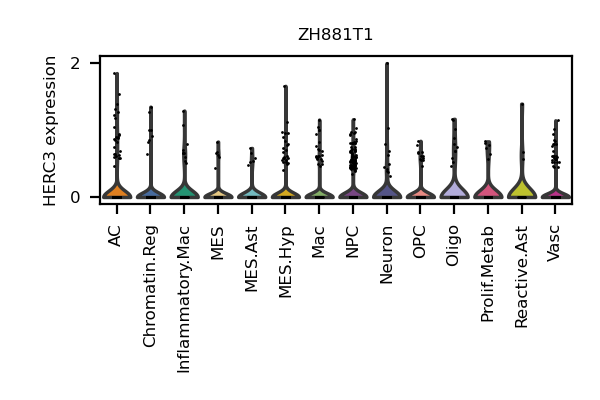 ZH881T1
HERC3 expression
2
0
AC
Chromatin.Reg
Inflammatory.Mac
MES
MES.Ast
MES.Hyp
Mac
NPC
Neuron
OPC
Oligo
Prolif.Metab
Reactive.Ast
Vasc